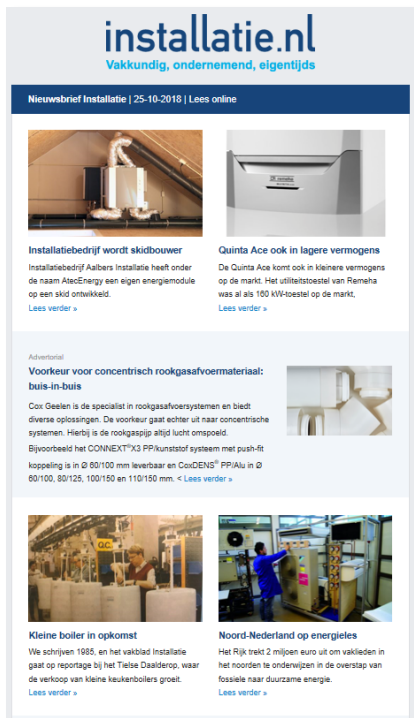 installatie.nl
Vakkundig, ondernemend, eigentijds
Nieuwsbrief Installatie | 25-10-2018 | Lees online
Installatiebedrijf wordt skidbouwer
Installatiebedrijf Aalbers Installatie heeft onder
de naam AtecEnergy een eigen energiemodule
op een skid ontwikkeld.
Lees verder »
remeha
Quinta Ace ook in lagere vermogens
De Quinta Ace komt ook in kleinere vermogens
op de markt. Het utiliteitstoestel van Remeha
was al als 160 kW-toestel op de markt,
Lees verder »
Advertorial
Voorkeur voor concentrisch rookgasafvoermateriaal:
buis-in-buis
Cox Geelen is de specialist in rookgasafvoersystemen en biedt
diverse oplossingen. De voorkeur gaat echter uit naar concentrische
systemen. Hierbij is de rookgaspijp altijd lucht omspoeld.
Bijvoorbeeld het CONNEXT®X3 PP/kunststof systeem met push-fit
koppeling is in Ø 60/100 mm leverbaar en CoxDENS® PP/Alu in Ø
60/100, 80/125, 100/150 en 110/150 mm. < Lees verder »
Q.C.
Kleine boiler in opkomst
We schrijven 1985, en het vakblad Installatie
gaat op reportage bij het Tielse Daalderop, waar
de verkoop van kleine keukenboilers groeit.
Lees verder »
Noord-Nederland op energieles
Het Rijk trekt 2 miljoen euro uit om vaklieden in
het noorden te onderwijzen in de overstap van
fossiele naar duurzame energie.
Lees verder »